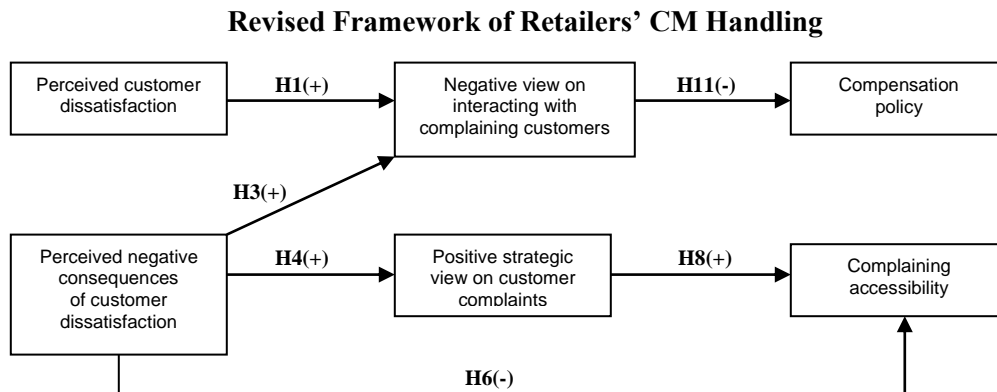 Revised Framework of Retailers’ CM Handling
Perceived customer
dissatisfaction
H1(+)
Negative view on
interacting with
complaining customers
H11(-)
Compensation
policy
H3(+)
Perceived negative
consequences
of customer
dissatisfaction
H4(+)
Positive strategic
view on customer
complaints
H8(+)
Complaining
accessibility
H6(-)